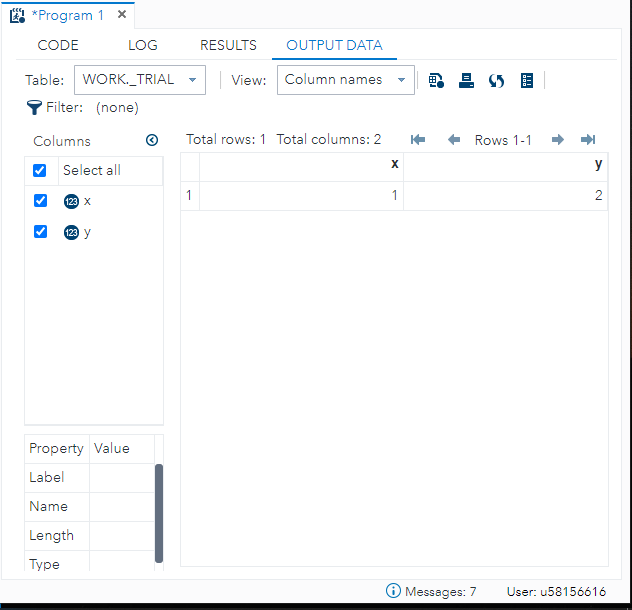 *Program 1 ×
CODE LOG RESULTS OUTPUT DATA
Table: WORK._TRIAL View: Column names
Filter: (none)
Columns Total rows: 1 Total columns: 2 Rows 1-1
Select all x y
123 x 1 1 2
123 y
Property Value
Label
Name
Length
Type
Messages: 7 User: u58156616